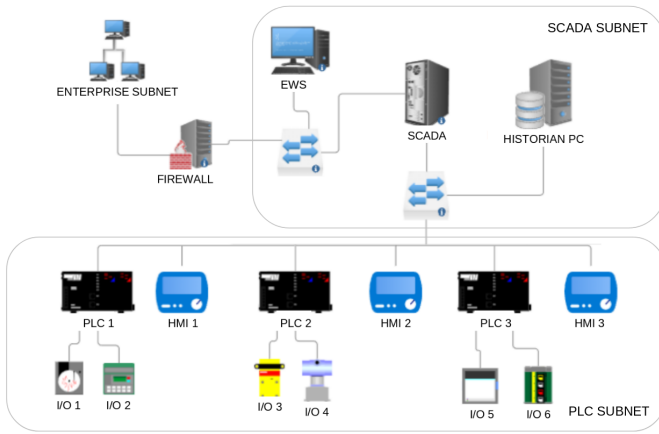 SCADA SUBNET
EWS
ENTERPRISE SUBNET
SCADA
HISTORIAN PC
FIREWALL
PLC 1
HMI 1
PLC 2
HMI 2
PLC 3
HMI 3
I/O 1
I/O 2
I/O 3
I/O 4
I/O 5
I/O 6
PLC SUBNET